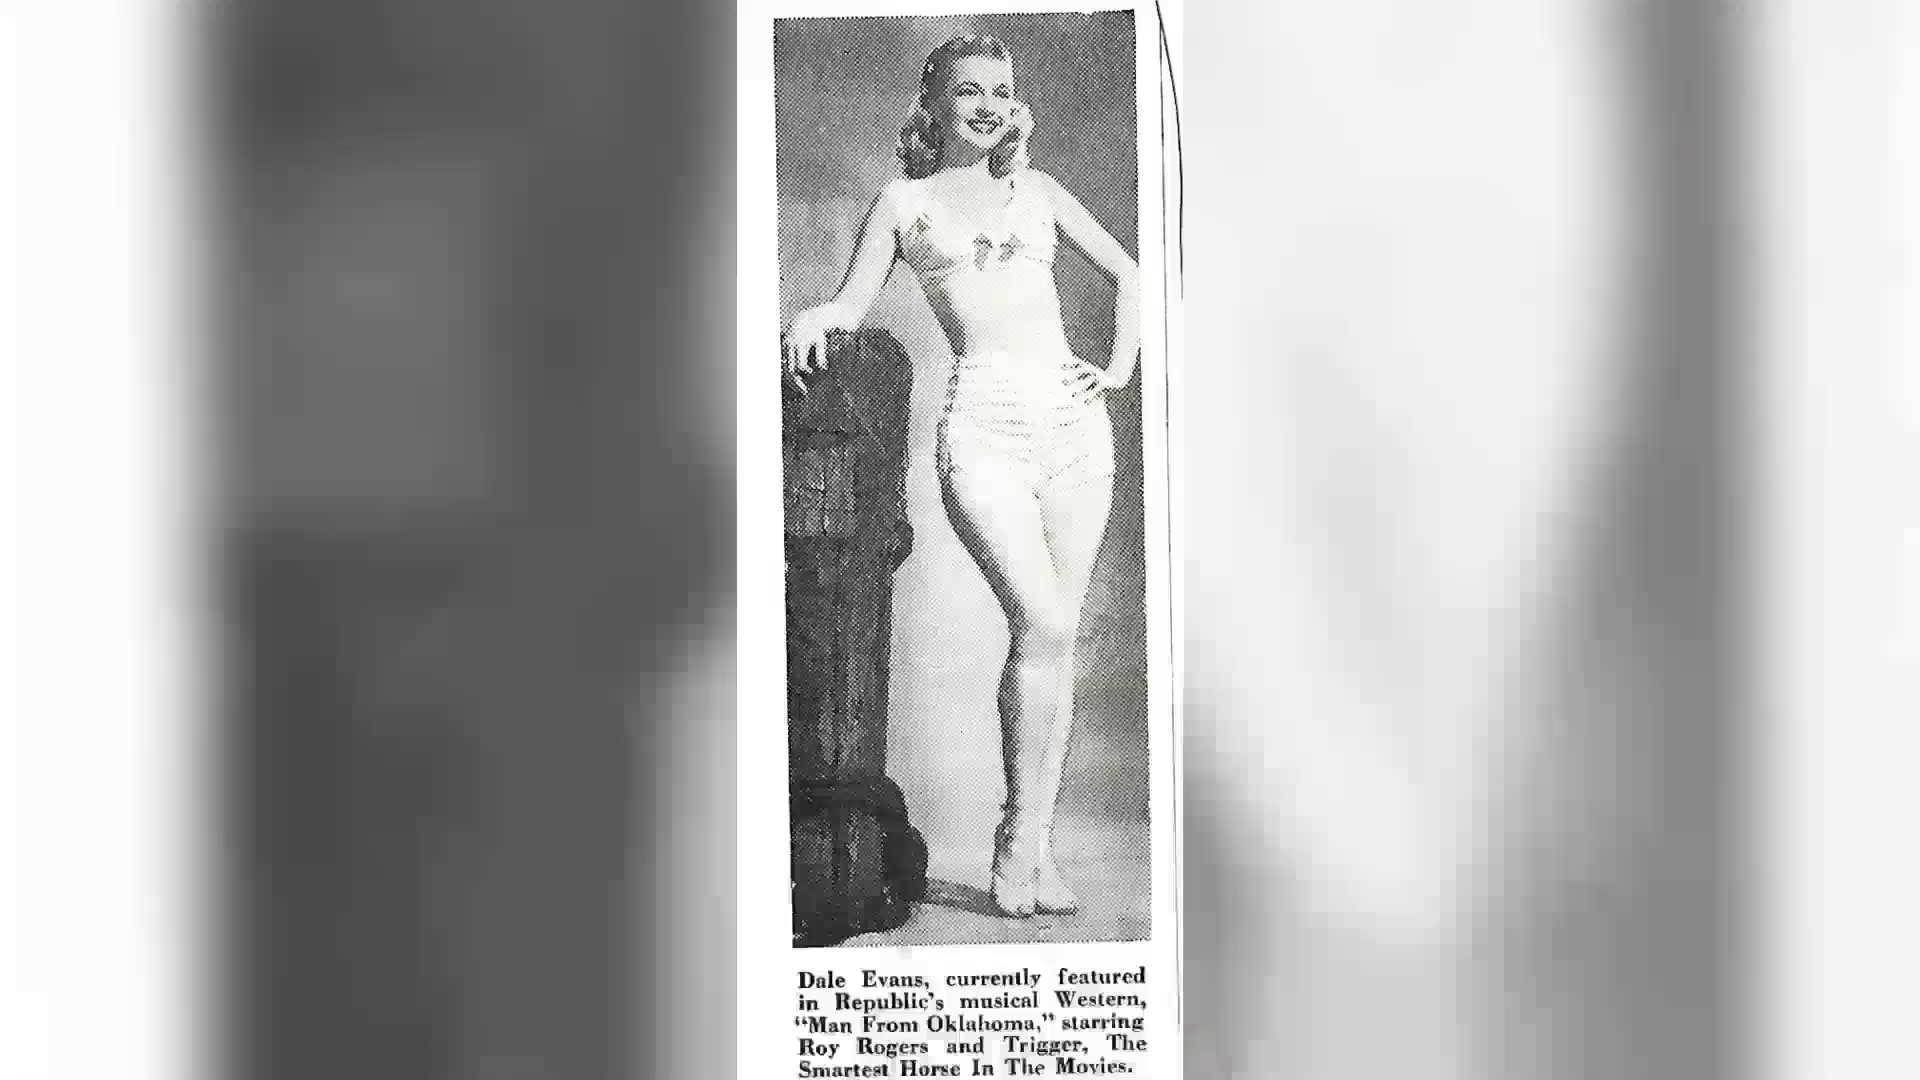 Dale Evans, currently featured
in Republic's musical Western,
"Man From Oklahoma," starring
Roy Rogers and Trigger, The
Smartest Horse In The Movies.